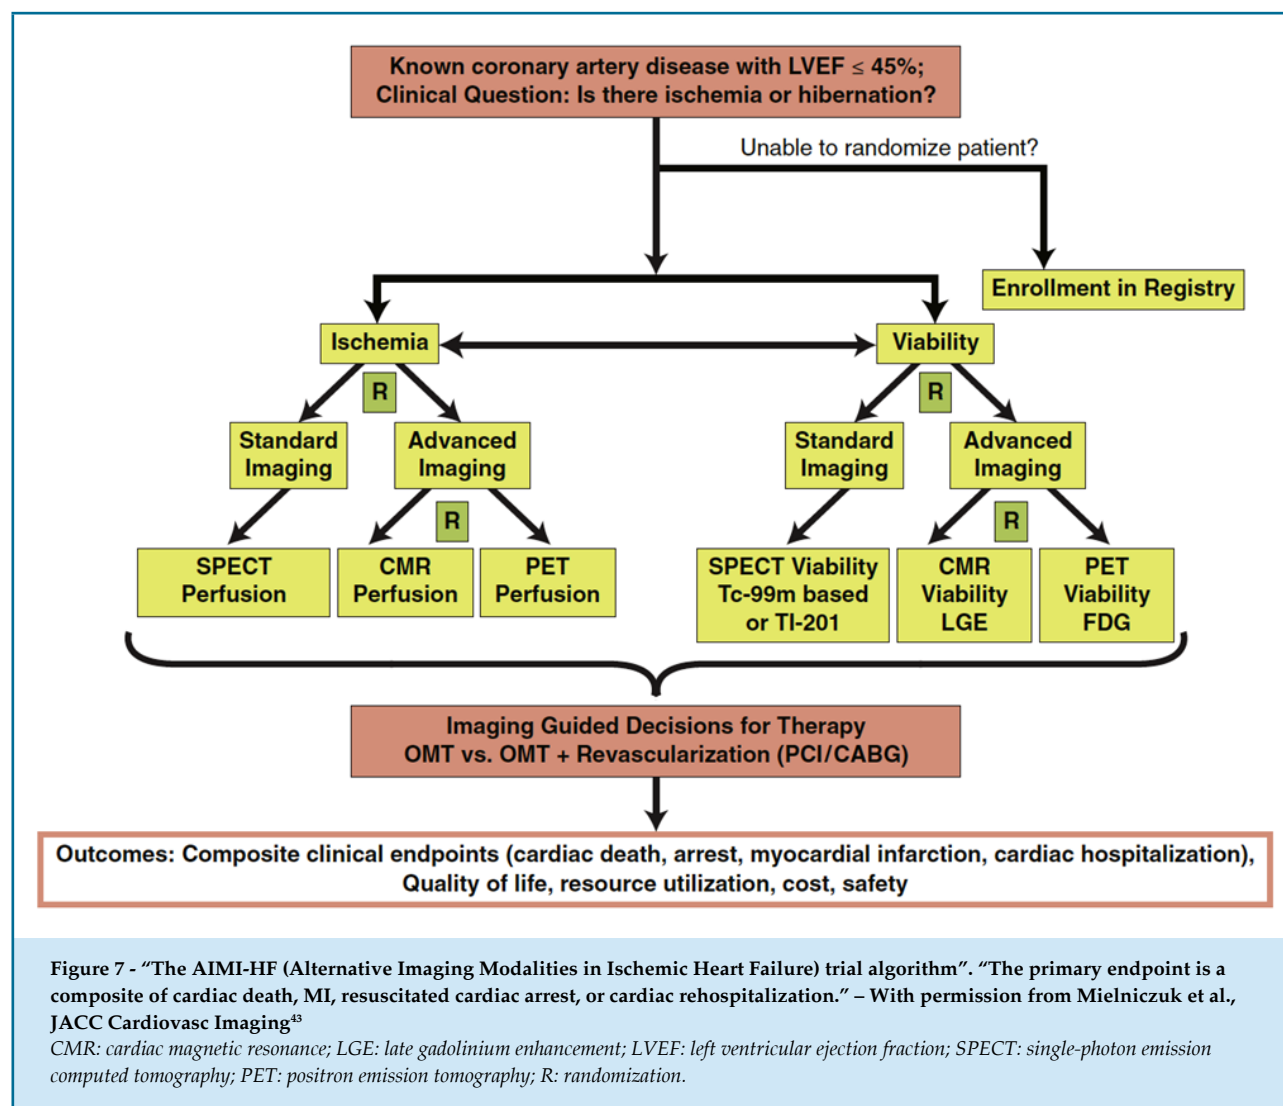 Known coronary artery disease with LVEF ≤ 45%;
Clinical Question: Is there ischemia or hibernation?
Unable to randomize patient?
Enrollment in Registry
Ischemia
Viability
R
R
Standard
Imaging
Advanced
Imaging
Standard
Imaging
Advanced
Imaging
R
R
SPECT
Perfusion
CMR
Perfusion
PET
Perfusion
SPECT Viability
Tc-99m based
or TI-201
CMR
Viability
LGE
PET
Viability
FDG
Imaging Guided Decisions for Therapy
OMT vs. OMT + Revascularization (PCI/CABG)
Outcomes: Composite clinical endpoints (cardiac death, arrest, myocardial infarction, cardiac hospitalization),
Quality of life, resource utilization, cost, safety
Figure 7 - “The AIMI-HF (Alternative Imaging Modalities in Ischemic Heart Failure) trial algorithm”. “The primary endpoint is a
composite of cardiac death, MI, resuscitated cardiac arrest, or cardiac rehospitalization.” – With permission from Mielniczuk et al.,
JACC Cardiovasc Imaging⁴³
CMR: cardiac magnetic resonance; LGE: late gadolinium enhancement; LVEF: left ventricular ejection fraction; SPECT: single-photon emission
computed tomography; PET: positron emission tomography; R: randomization.